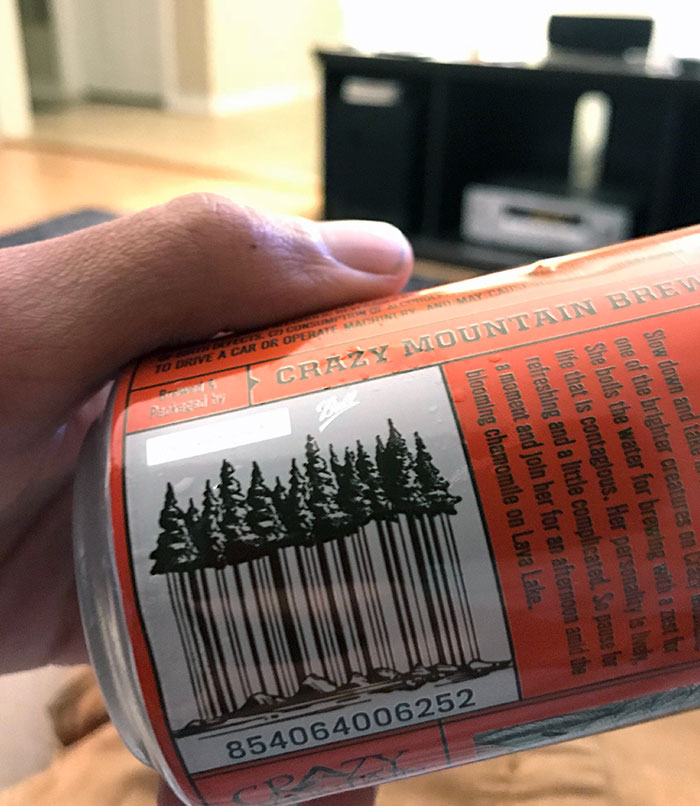 TO DRIVE A CAR OR OPERATE MACHINERY, AND MAY CAUSE
Brewed &
Packaged by
CRAZY MOUNTAIN BREW
Ball
Slow down and
one of the brighter creatures on
She boils the water for brewing with a zest for
life that is contagious. Her personality is lively,
refreshing and a little complicated. So pause for
a moment and join her for an afternoon amid the
blooming chamomile on Lava Lake.
854064006252
CRAZY